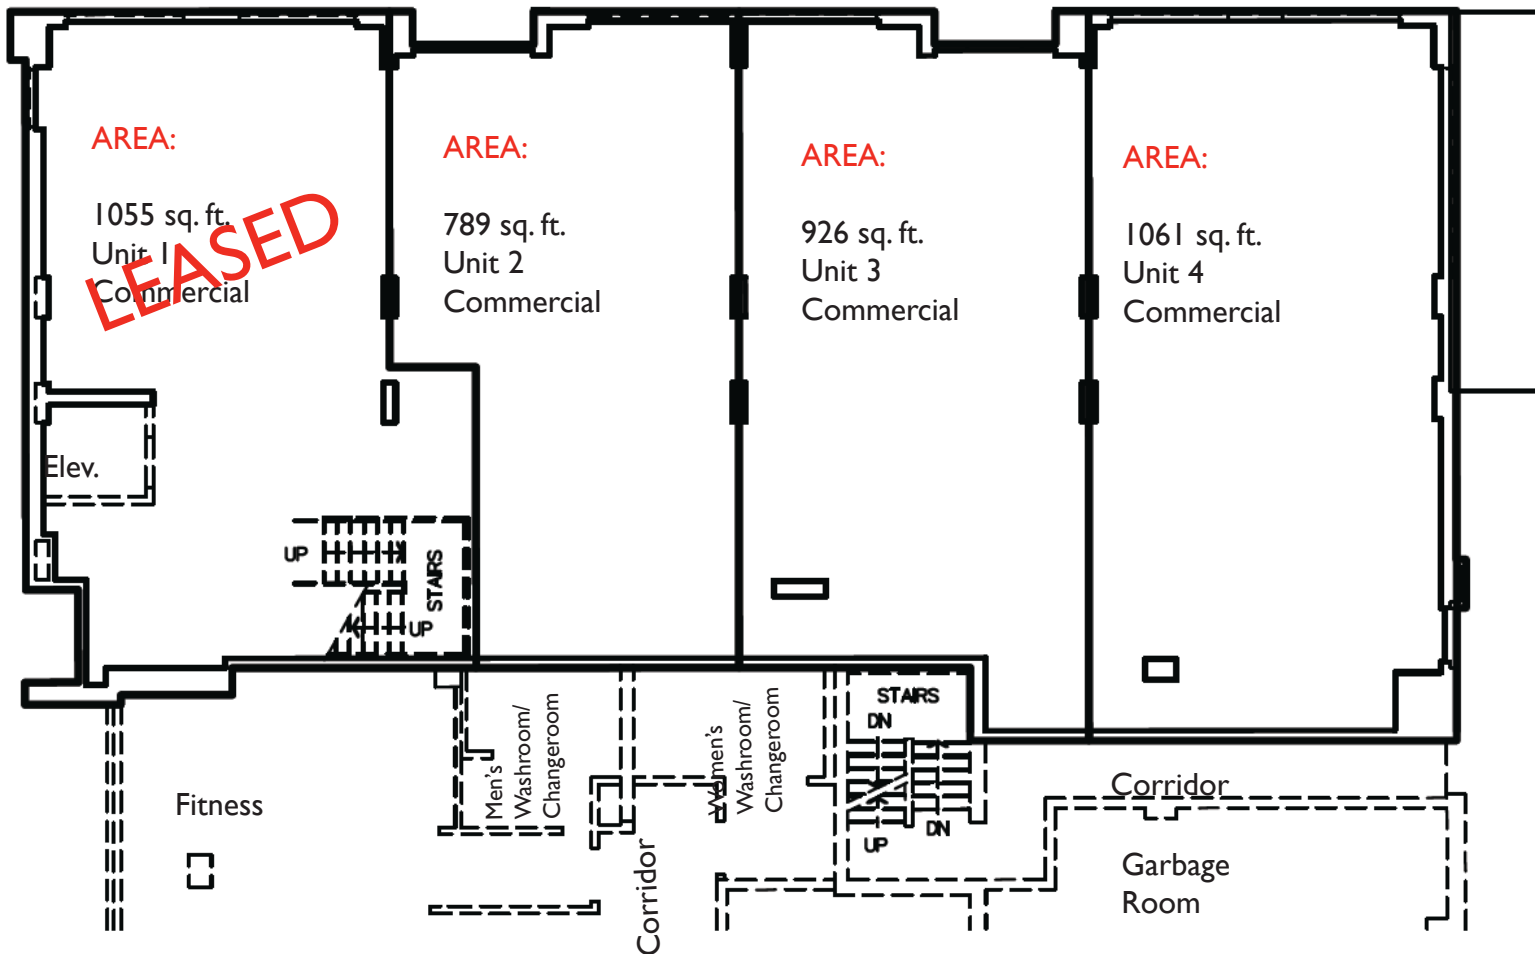 AREA:
1055 sq. ft.
Unit 1
Commercial
LEASED
AREA:
789 sq. ft.
Unit 2
Commercial
AREA:
926 sq. ft.
Unit 3
Commercial
AREA:
1061 sq. ft.
Unit 4
Commercial
Elev.
UP
STAIRS
UP
STAIRS
DN
UP
DN
Men's
Washroom/
Changeroom
Women's
Washroom/
Changeroom
Fitness
Corridor
Corridor
Garbage
Room